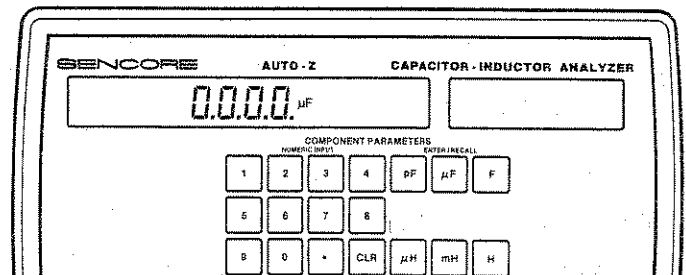 SENCORE AUTO-Z CAPACITOR-INDUCTOR ANALYZER
0.0.0.0. µF
COMPONENT PARAMETERS
NUMERIC INPUT ENTER/RECALL
1 2 3 4 pF µF F
5 6 7 8
9 0 • CLR µH mH H